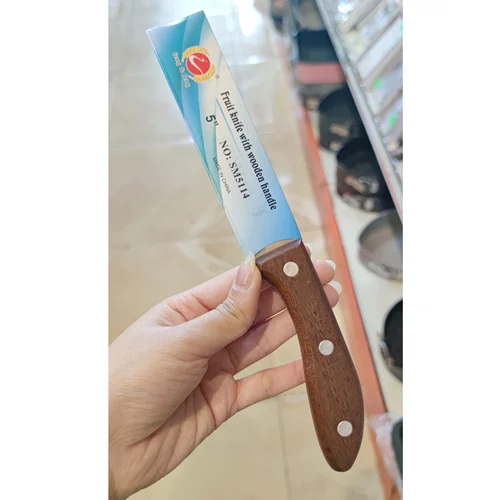 Fruit knife with wooden handle
5"
NO: SM5114
MADE IN CHINA